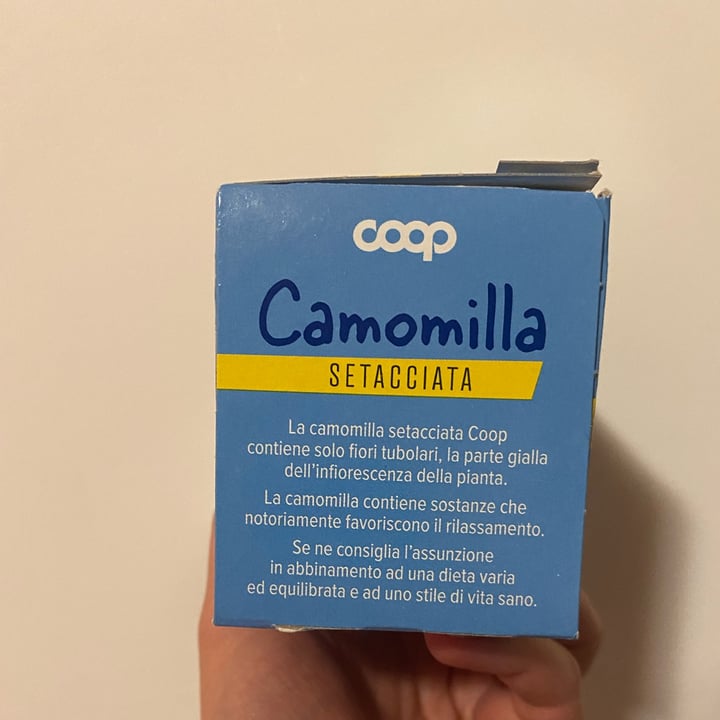 coop
Camomilla
SETACCIATA
La camomilla setacciata Coop
contiene solo fiori tubolari, la parte gialla
dell'infiorescenza della pianta.
La camomilla contiene sostanze che
notoriamente favoriscono il rilassamento.
Se ne consiglia l'assunzione
in abbinamento ad una dieta varia
ed equilibrata e ad uno stile di vita sano.